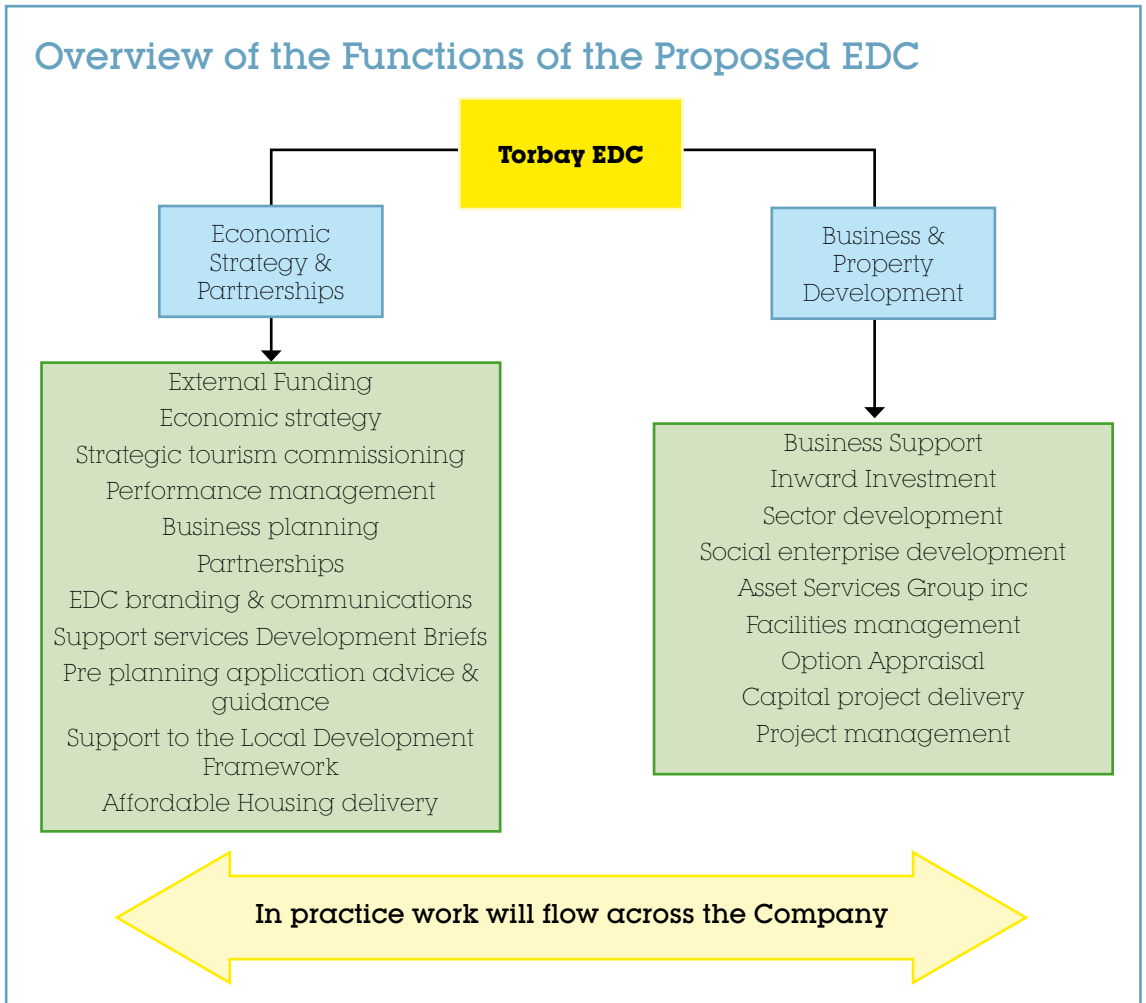 Overview of the Functions of the Proposed EDC
Torbay EDC
Economic
Strategy &
Partnerships
Business &
Property
Development
External Funding
Economic strategy
Strategic tourism commissioning
Performance management
Business planning
Partnerships
EDC branding & communications
Support services Development Briefs
Pre planning application advice &
guidance
Support to the Local Development
Framework
Affordable Housing delivery
Business Support
Inward Investment
Sector development
Social enterprise development
Asset Services Group inc
Facilities management
Option Appraisal
Capital project delivery
Project management
In practice work will flow across the Company